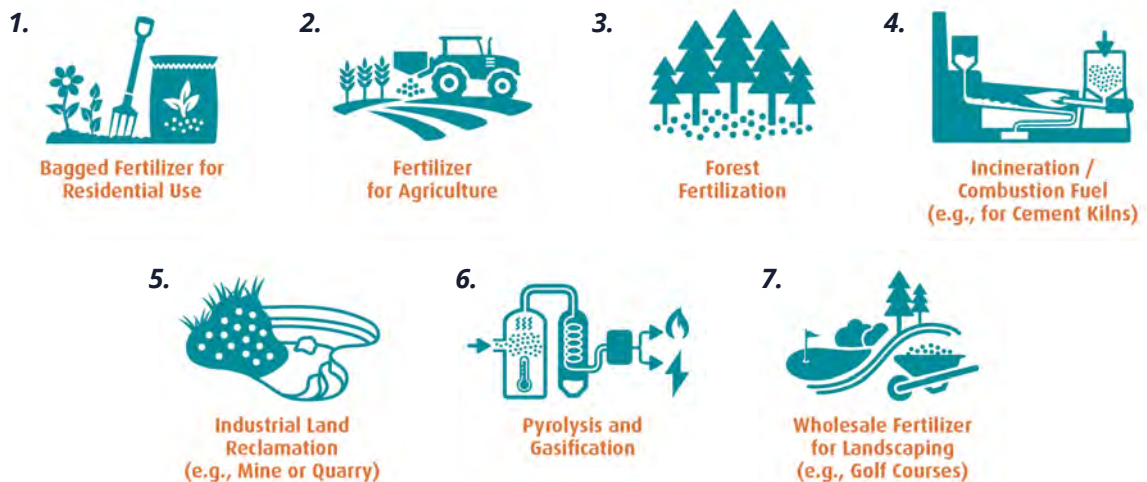 1.
Bagged Fertilizer for
Residential Use
2.
Fertilizer
for Agriculture
3.
Forest
Fertilization
4.
Incineration /
Combustion Fuel
(e.g., for Cement Kilns)
5.
Industrial Land
Reclamation
(e.g., Mine or Quarry)
6.
Pyrolysis and
Gasification
7.
Wholesale Fertilizer
for Landscaping
(e.g., Golf Courses)